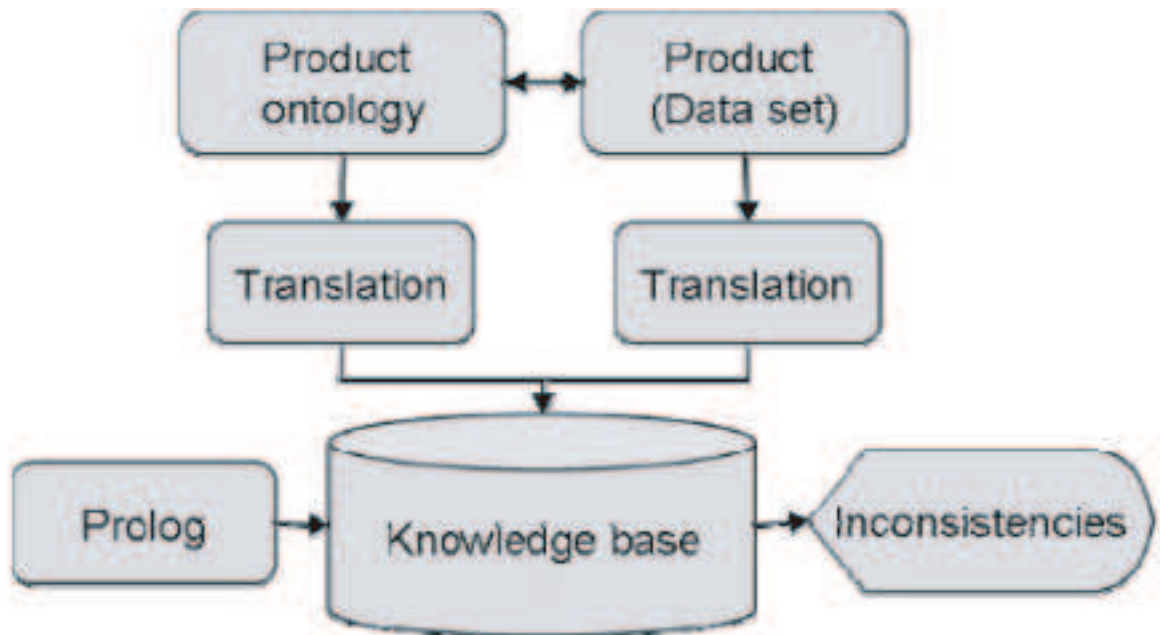 Product
ontology
Product
(Data set)
Translation
Translation
Prolog
Knowledge base
Inconsistencies